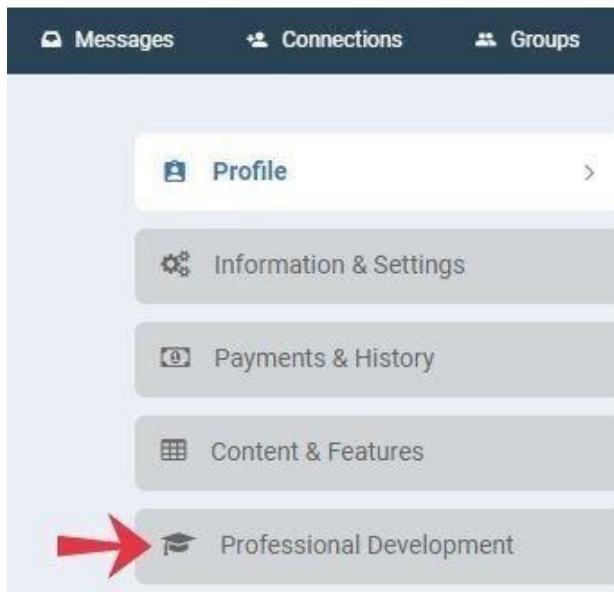 Messages Connections Groups
Profile
Information & Settings
Payments & History
Content & Features
Professional Development